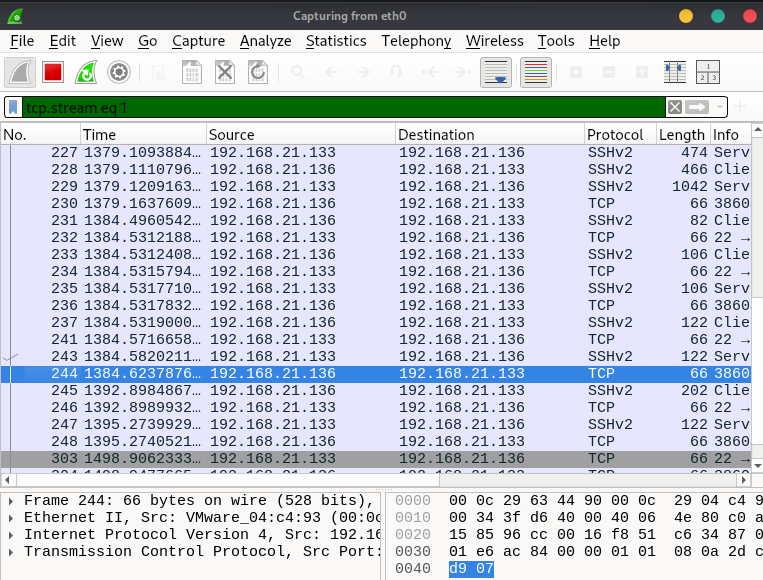 Capturing from eth0
File Edit View Go Capture Analyze Statistics Telephony Wireless Tools Help
tcp.stream eq 1
No. Time Source Destination Protocol Length Info
227 1379.1093884… 192.168.21.133 192.168.21.136 SSHv2 474 Serv
228 1379.1110796… 192.168.21.136 192.168.21.133 SSHv2 466 Clie
229 1379.1209163… 192.168.21.133 192.168.21.136 SSHv2 1042 Serv
230 1379.1637609… 192.168.21.136 192.168.21.133 TCP 66 3860
231 1384.4960542… 192.168.21.136 192.168.21.133 SSHv2 82 Clie
232 1384.5312188… 192.168.21.133 192.168.21.136 TCP 66 22 →
233 1384.5312408… 192.168.21.136 192.168.21.133 SSHv2 106 Clie
234 1384.5315794… 192.168.21.133 192.168.21.136 TCP 66 22 →
235 1384.5317710… 192.168.21.133 192.168.21.136 SSHv2 106 Serv
236 1384.5317832… 192.168.21.136 192.168.21.133 TCP 66 3860
237 1384.5319000… 192.168.21.136 192.168.21.133 SSHv2 122 Clie
241 1384.5716658… 192.168.21.133 192.168.21.136 TCP 66 22 →
243 1384.5820211… 192.168.21.133 192.168.21.136 SSHv2 122 Serv
244 1384.6237876… 192.168.21.136 192.168.21.133 TCP 66 3860
245 1392.8984867… 192.168.21.136 192.168.21.133 SSHv2 202 Clie
246 1392.8989932… 192.168.21.133 192.168.21.136 TCP 66 22 →
247 1395.2739929… 192.168.21.133 192.168.21.136 SSHv2 122 Serv
248 1395.2740521… 192.168.21.136 192.168.21.133 TCP 66 3860
303 1498.9062333… 192.168.21.133 192.168.21.136 TCP 66 22 →
Frame 244: 66 bytes on wire (528 bits),
Ethernet II, Src: VMware_04:c4:93 (00:0c
Internet Protocol Version 4, Src: 192.16
Transmission Control Protocol, Src Port:
0000 00 0c 29 63 44 90 00 0c 29 04 c4 9
0010 00 34 3f d6 40 00 40 06 4e 80 c0 a
0020 15 85 96 cc 00 16 f8 51 c6 34 87 0
0030 01 e6 ac 84 00 00 01 01 08 0a 2d c
0040 d9 07